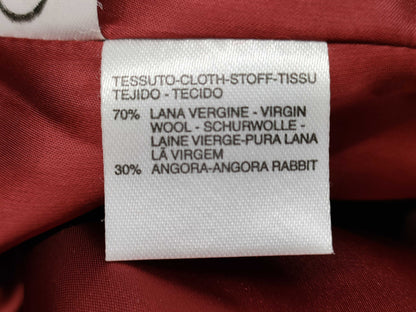 TESSUTO-CLOTH-STOFF-TISSU
TEJIDO - TECIDO
70% LANA VERGINE - VIRGIN
WOOL - SCHURWOLLE -
LAINE VIERGE-PURA LANA
LÃ VIRGEM
30% ANGORA-ANGORA RABBIT